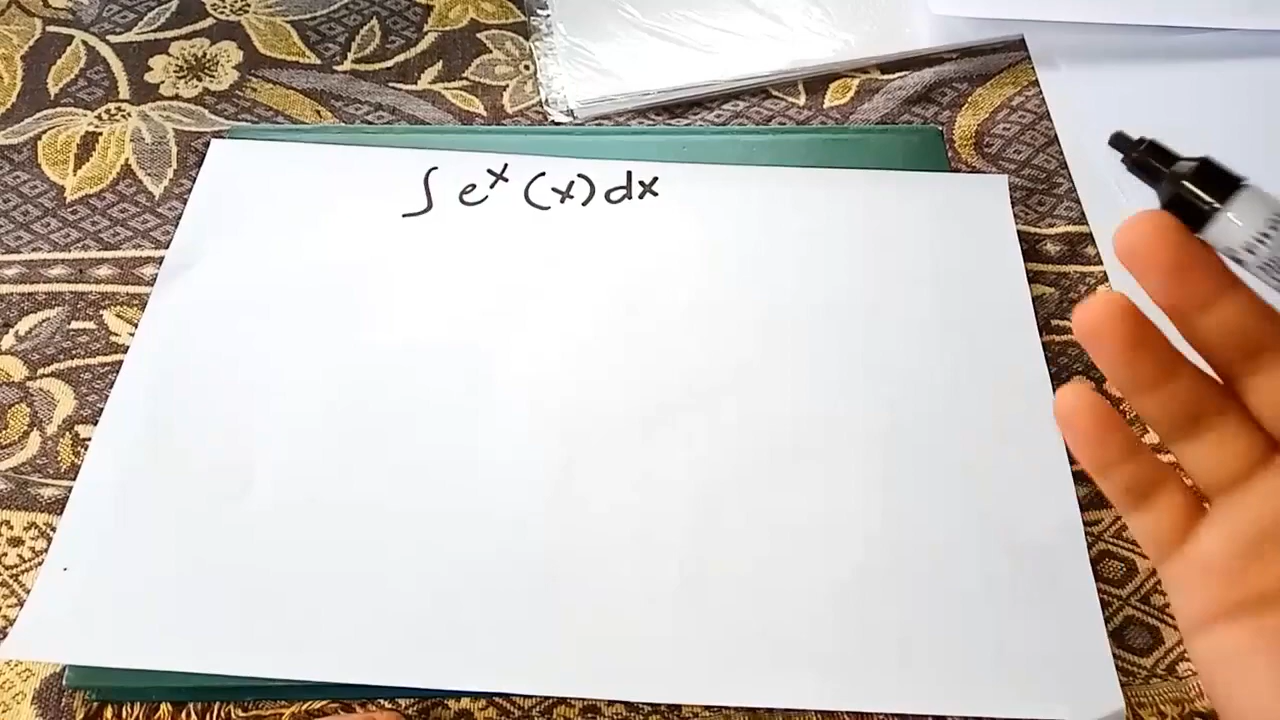 ∫ eˣ (x) dx